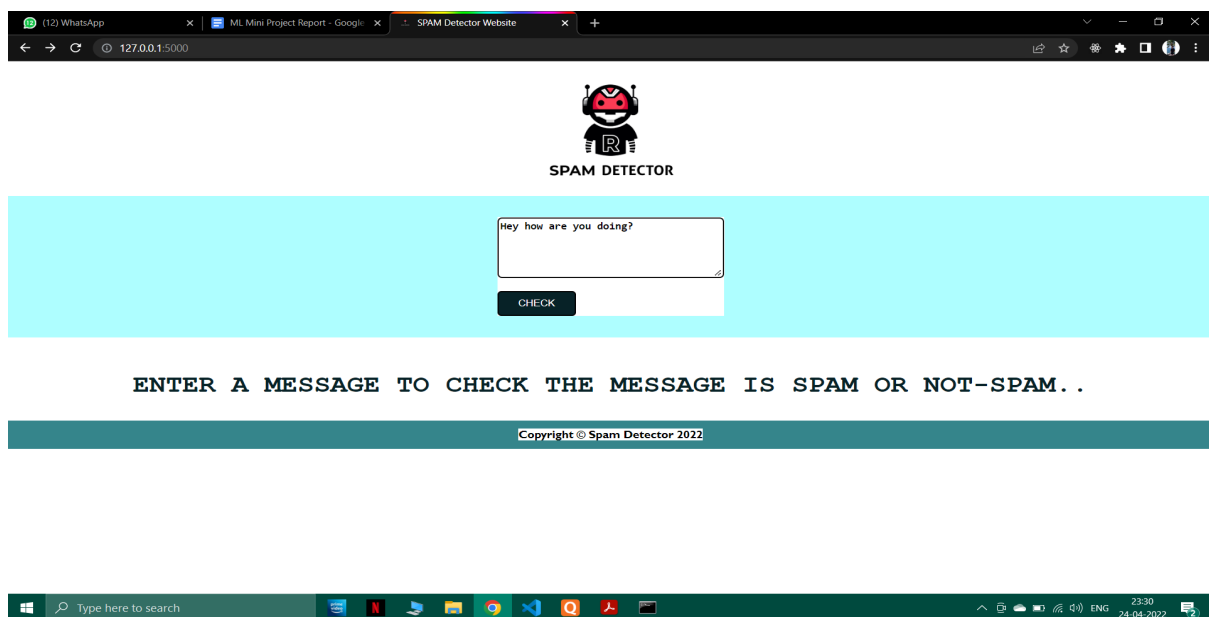 (12) WhatsApp
ML Mini Project Report - Google
SPAM Detector Website
127.0.0.1:5000
R
SPAM DETECTOR
Hey how are you doing?
CHECK
ENTER A MESSAGE TO CHECK THE MESSAGE IS SPAM OR NOT-SPAM..
Copyright © Spam Detector 2022
Type here to search
N
Q
ENG
23:30
24-04-2022
2